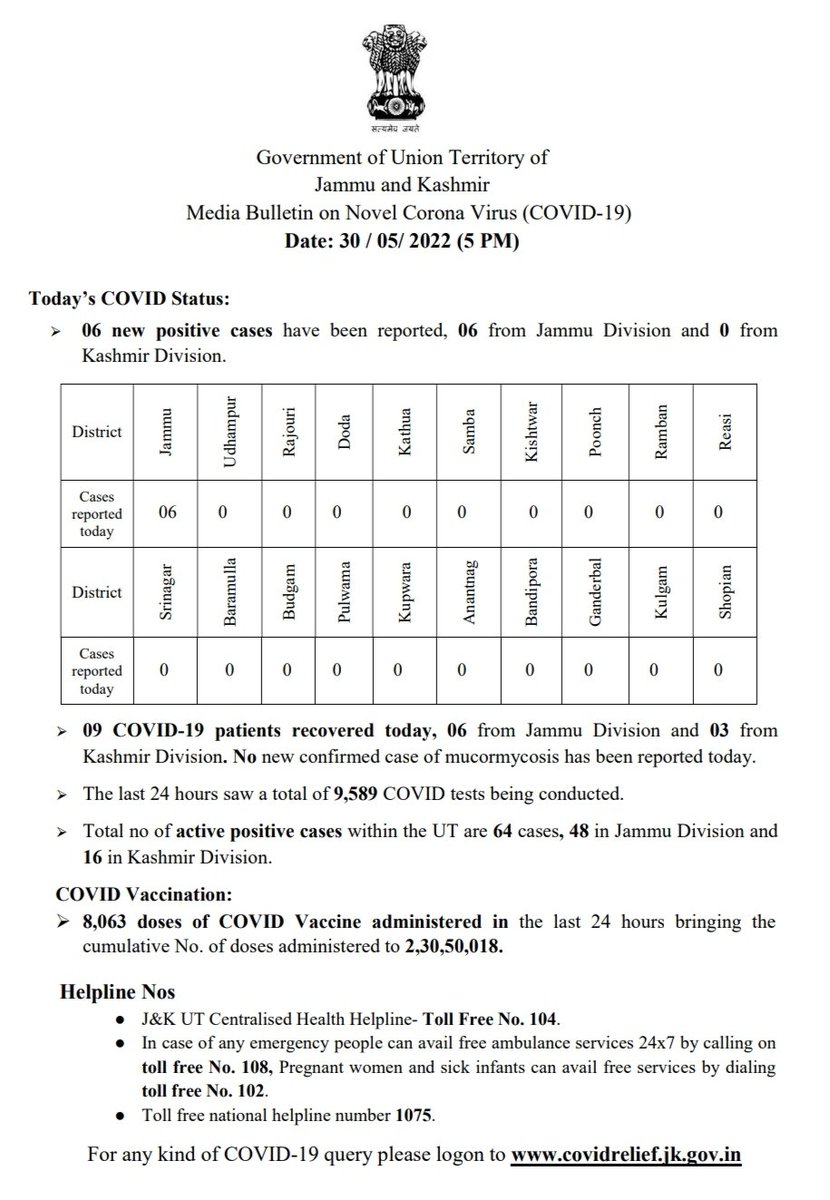 सत्यमेव जयते
Government of Union Territory of
Jammu and Kashmir
Media Bulletin on Novel Corona Virus (COVID-19)
Date: 30 / 05/ 2022 (5 PM)
Today’s COVID Status:
➢ 06 new positive cases have been reported, 06 from Jammu Division and 0 from
Kashmir Division.
District Jammu Udhampur Rajouri Doda Kathua Samba Kishtwar Poonch Ramban Reasi
Cases
reported
today
06 0 0 0 0 0 0 0 0 0
District Srinagar Baramulla Budgam Pulwama Kupwara Anantnag Bandipora Ganderbal Kulgam Shopian
Cases
reported
today
0 0 0 0 0 0 0 0 0 0
➢ 09 COVID-19 patients recovered today, 06 from Jammu Division and 03 from
Kashmir Division. No new confirmed case of mucormycosis has been reported today.
➢ The last 24 hours saw a total of 9,589 COVID tests being conducted.
➢ Total no of active positive cases within the UT are 64 cases, 48 in Jammu Division and
16 in Kashmir Division.
COVID Vaccination:
➢ 8,063 doses of COVID Vaccine administered in the last 24 hours bringing the
cumulative No. of doses administered to 2,30,50,018.
Helpline Nos
● J&K UT Centralised Health Helpline- Toll Free No. 104.
● In case of any emergency people can avail free ambulance services 24x7 by calling on
toll free No. 108, Pregnant women and sick infants can avail free services by dialing
toll free No. 102.
● Toll free national helpline number 1075.
For any kind of COVID-19 query please logon to www.covidrelief.jk.gov.in